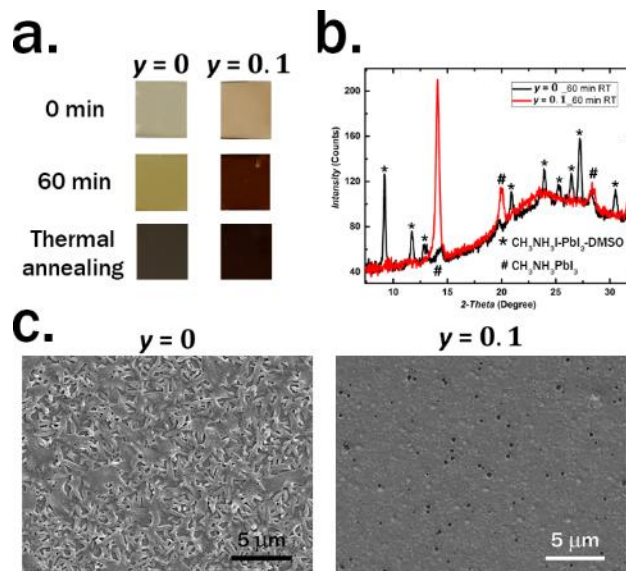 a.
y = 0 y = 0.1
0 min
60 min
Thermal
annealing
b.
Intensity (Counts)
200
160
120
80
40
y = 0 _60 min RT
y = 0.1_60 min RT
* * * * * * * * *
# # #
* CH₃NH₃I-PbI₂-DMSO
# CH₃NH₃PbI₃
10 15 20 25 30
2-Theta (Degree)
c.
y = 0 y = 0.1
5 μm 5 μm